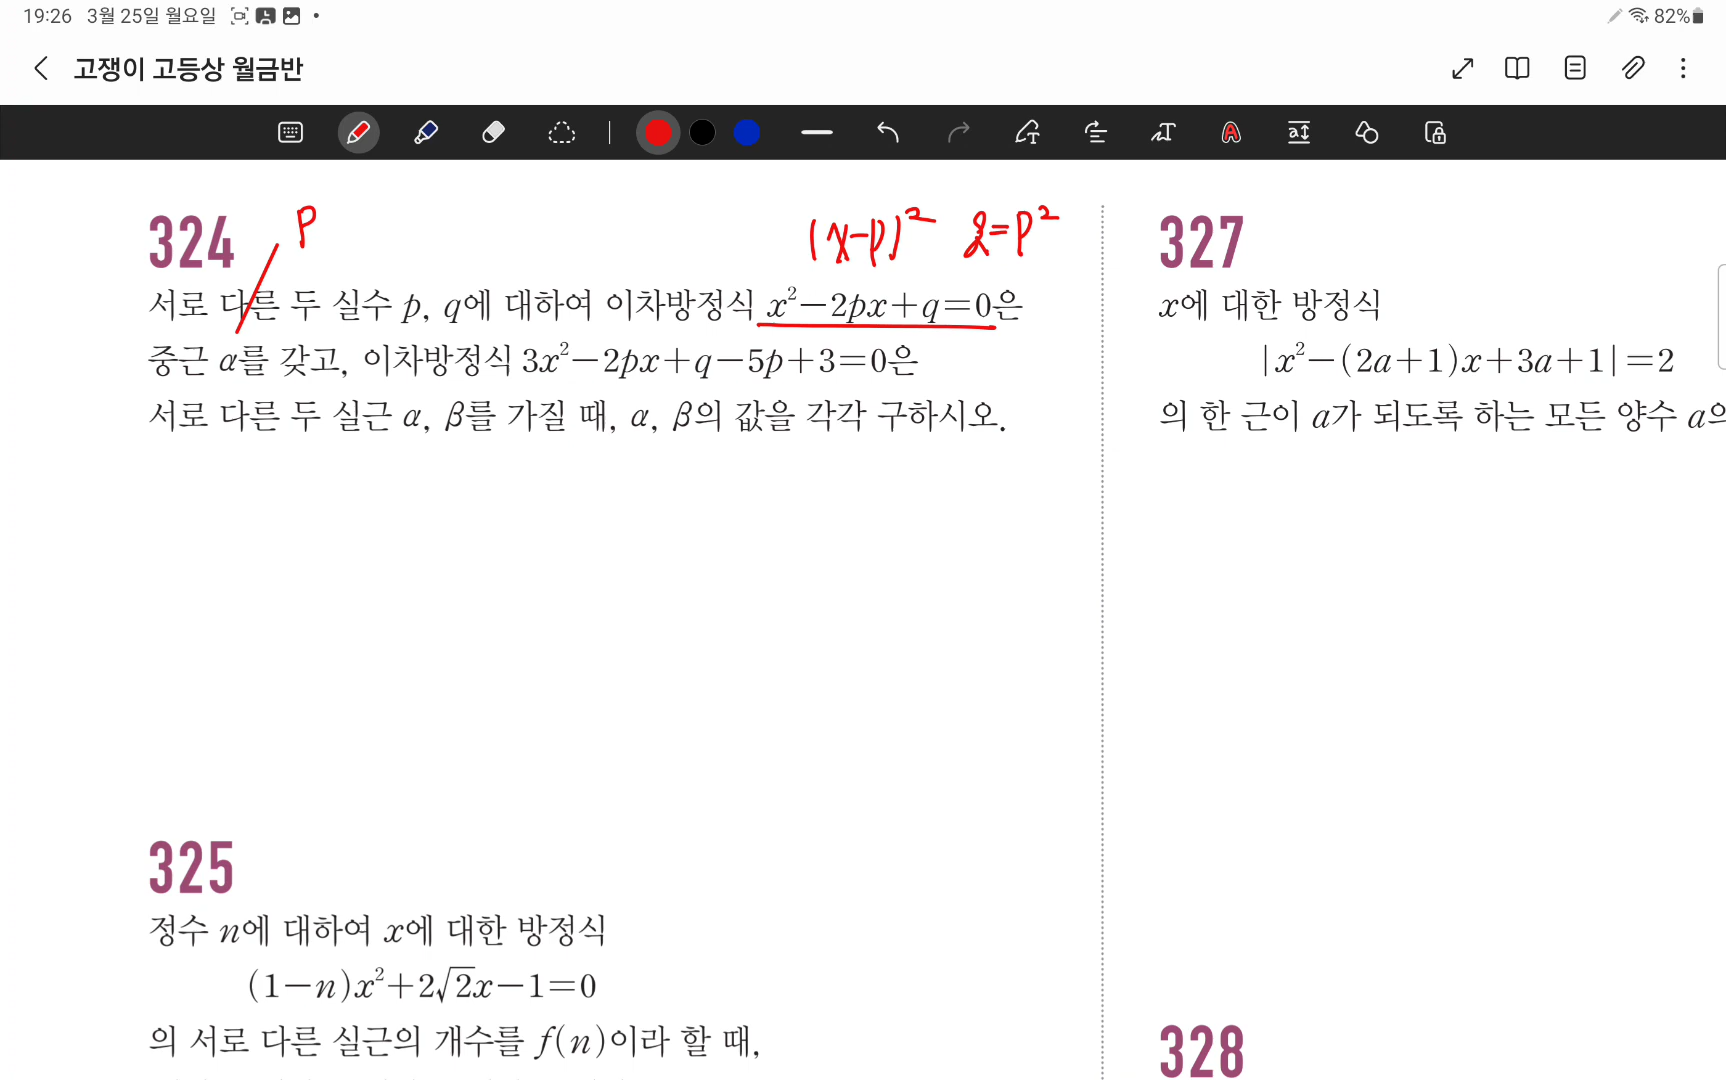 19:26 3월 25일 월요일
82%
고쟁이 고등상 월금반
324
P
(x-p)² q=p²
서로 다른 두 실수 p, q에 대하여 이차방정식 x²-2px+q=0은
중근 α를 갖고, 이차방정식 3x²-2px+q-5p+3=0은
서로 다른 두 실근 α, β를 가질 때, α, β의 값을 각각 구하시오.
325
정수 n에 대하여 x에 대한 방정식
(1-n)x²+2√2x-1=0
의 서로 다른 실근의 개수를 f(n)이라 할 때,
327
x에 대한 방정식
|x²-(2a+1)x+3a+1|=2
의 한 근이 a가 되도록 하는 모든 양수 a의
328